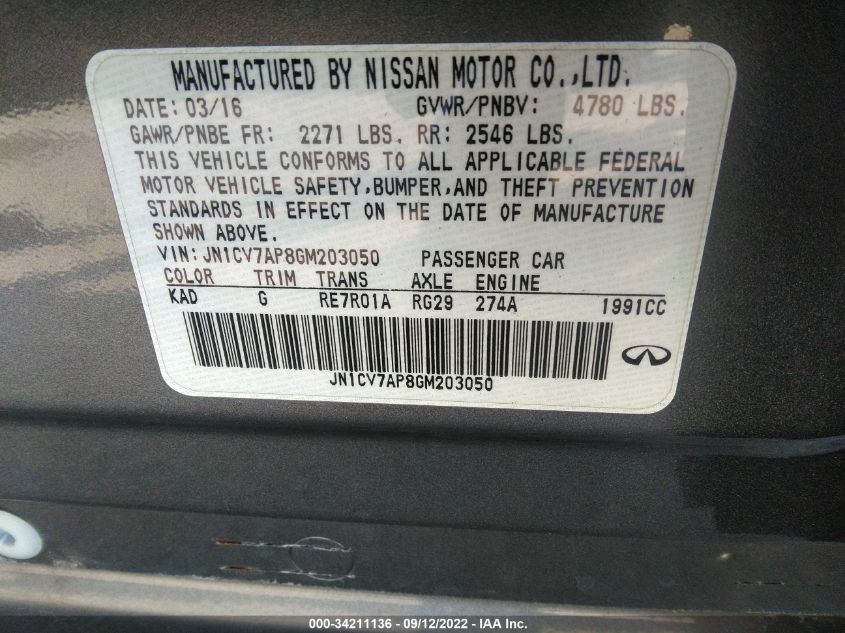 MANUFACTURED BY NISSAN MOTOR CO.,LTD.
DATE: 03/16 GVWR/PNBV: 4780 LBS.
GAWR/PNBE FR: 2271 LBS. RR: 2546 LBS.
THIS VEHICLE CONFORMS TO ALL APPLICABLE FEDERAL
MOTOR VEHICLE SAFETY,BUMPER,AND THEFT PREVENTION
STANDARDS IN EFFECT ON THE DATE OF MANUFACTURE
SHOWN ABOVE.
VIN:JN1CV7AP8GM203050 PASSENGER CAR
COLOR TRIM TRANS AXLE ENGINE
KAD G RE7R01A RG29 274A 1991CC
JN1CV7AP8GM203050
000-34211136 - 09/12/2022 - IAA Inc.